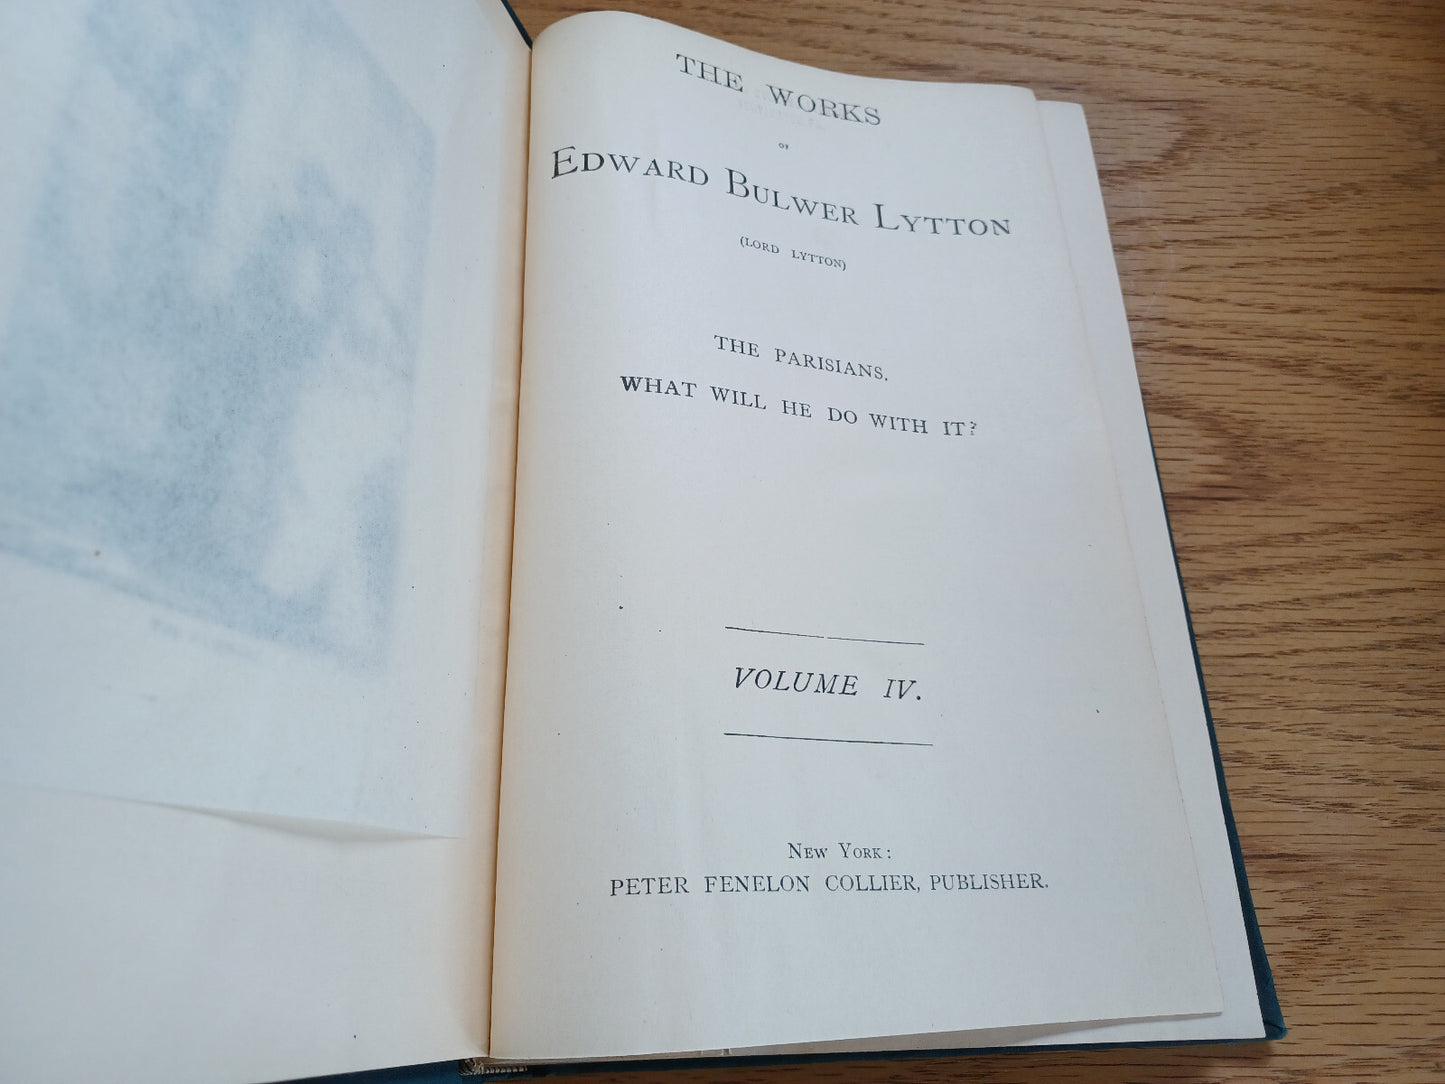 THE WORKS
OF
EDWARD BULWER LYTTON
(LORD LYTTON)
THE PARISIANS.
WHAT WILL HE DO WITH IT?
VOLUME IV.
NEW YORK:
PETER FENELON COLLIER, PUBLISHER.